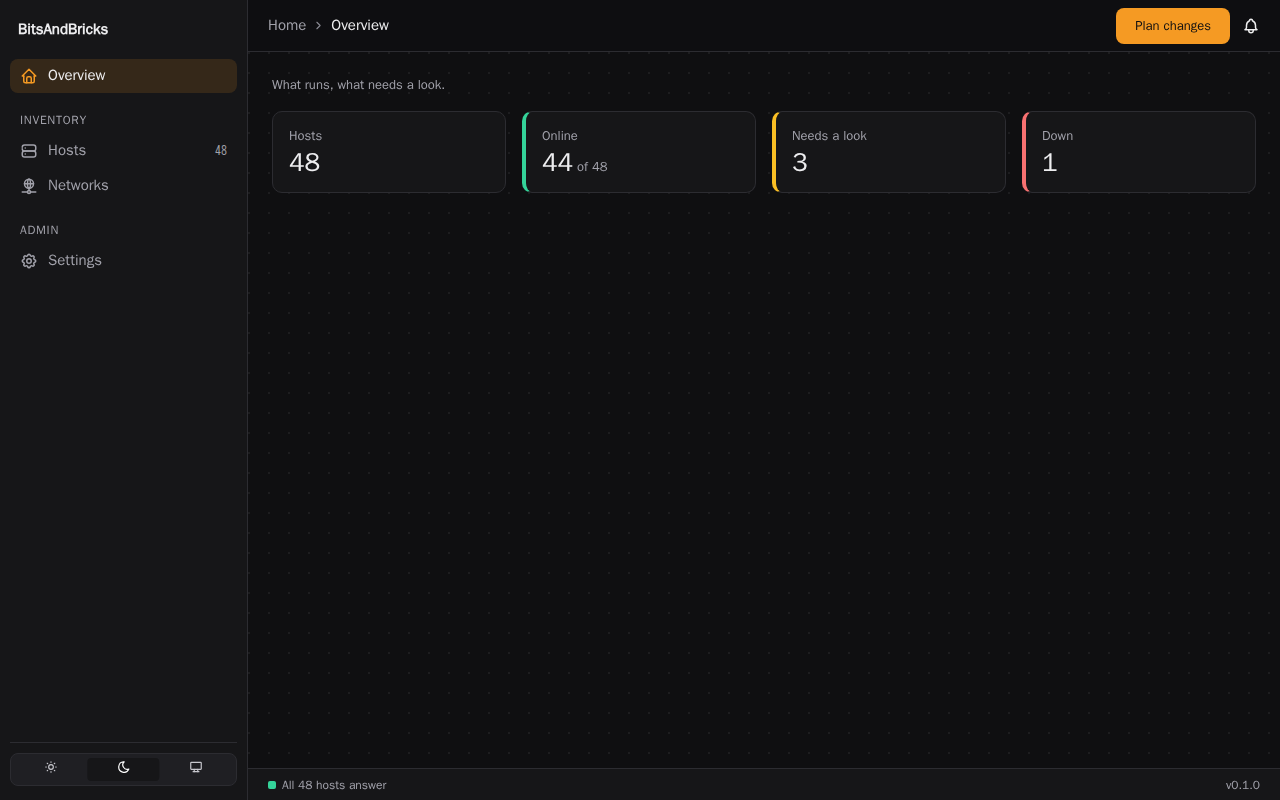 BitsAndBricks
Overview
INVENTORY
Hosts 48
Networks
ADMIN
Settings
Home > Overview
Plan changes
What runs, what needs a look.
Hosts
48
Online
44 of 48
Needs a look
3
Down
1
All 48 hosts answer
v0.1.0